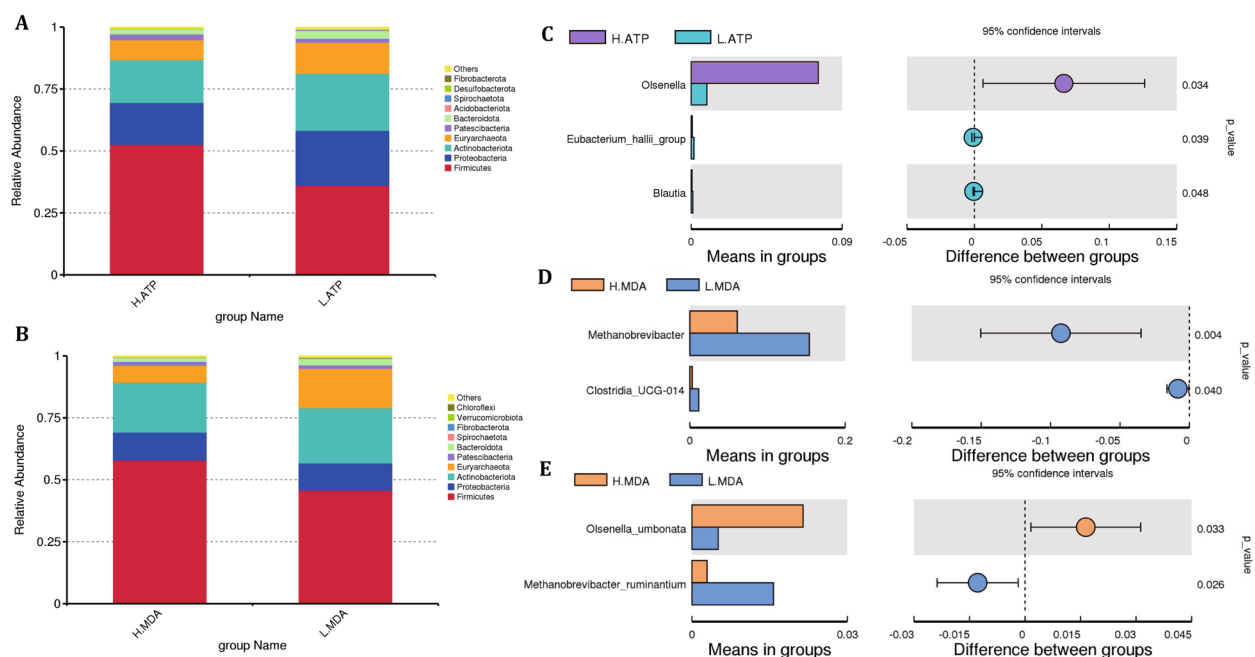 A
Relative Abundance
1
0.75
0.5
0.25
0
H.ATP
L.ATP
group Name
Others
Fibrobacterota
Desulfobacterota
Spirochaetota
Acidobacteriota
Bacteroidota
Patescibacteria
Euryarchaeota
Actinobacteriota
Proteobacteria
Firmicutes
B
Relative Abundance
1
0.75
0.5
0.25
0
H.MDA
L.MDA
group Name
Others
Chloroflexi
Verrucomicrobiota
Fibrobacterota
Spirochaetota
Bacteroidota
Patescibacteria
Euryarchaeota
Actinobacteriota
Proteobacteria
Firmicutes
C
H.ATP
L.ATP
95% confidence intervals
Olsenella
0.034
Eubacterium_hallii_group
0.039
Blautia
0.048
p_value
0
0.09
Means in groups
-0.05
0
0.05
0.1
0.15
Difference between groups
D
H.MDA
L.MDA
95% confidence intervals
Methanobrevibacter
0.004
Clostridia_UCG-014
0.040
p_value
0
0.2
Means in groups
-0.2
-0.15
-0.1
-0.05
0
Difference between groups
E
H.MDA
L.MDA
95% confidence intervals
Olsenella_umbonata
0.033
Methanobrevibacter_ruminantium
0.026
p_value
0
0.03
Means in groups
-0.03
-0.015
0
0.015
0.03
0.045
Difference between groups